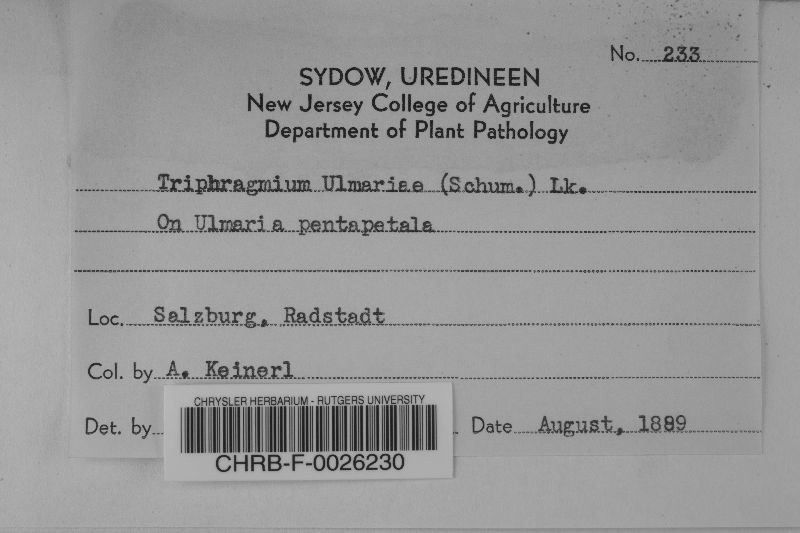 No. 233
SYDOW, UREDINEEN
New Jersey College of Agriculture
Department of Plant Pathology
Triphragmium Ulmariae (Schum.) Lk.
On Ulmaria pentapetala
Loc. Salzburg, Radstadt
Col. by A. Keinerl
Det. by
Date August, 1889
CHRYSLER HERBARIUM - RUTGERS UNIVERSITY
CHRB-F-0026230